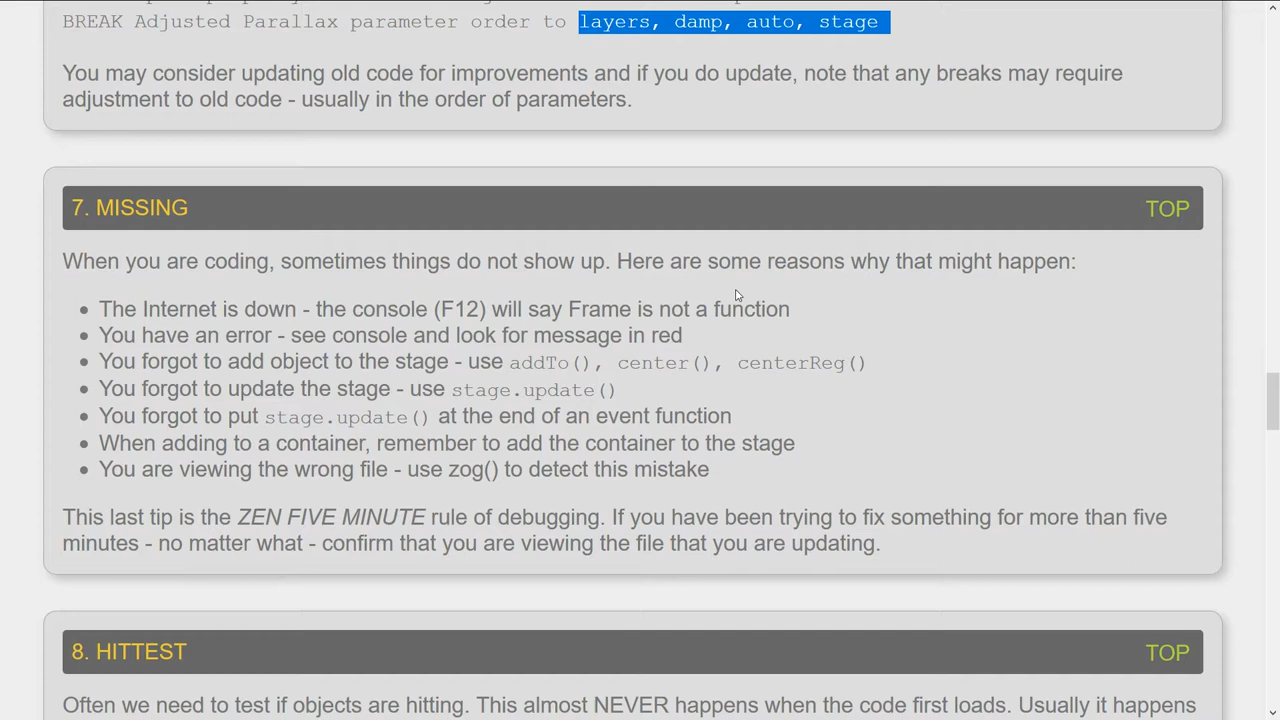 BREAK Adjusted Parallax parameter order to layers, damp, auto, stage
You may consider updating old code for improvements and if you do update, note that any breaks may require
adjustment to old code - usually in the order of parameters.
7. MISSING
TOP
When you are coding, sometimes things do not show up. Here are some reasons why that might happen:
• The Internet is down - the console (F12) will say Frame is not a function
• You have an error - see console and look for message in red
• You forgot to add object to the stage - use addTo(), center(), centerReg()
• You forgot to update the stage - use stage.update()
• You forgot to put stage.update() at the end of an event function
• When adding to a container, remember to add the container to the stage
• You are viewing the wrong file - use zog() to detect this mistake
This last tip is the ZEN FIVE MINUTE rule of debugging. If you have been trying to fix something for more than five
minutes - no matter what - confirm that you are viewing the file that you are updating.
8. HITTEST
TOP
Often we need to test if objects are hitting. This almost NEVER happens when the code first loads. Usually it happens